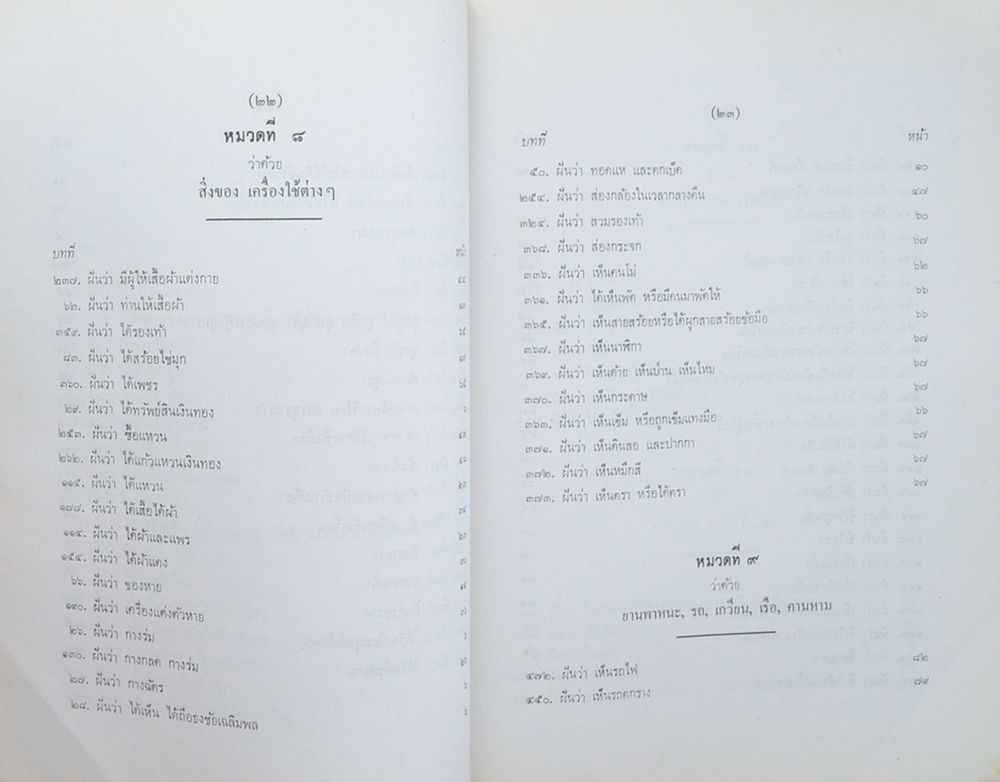 (๒๒)
หมวดที่ ๘
ว่าด้วย
สิ่งของ เครื่องใช้ต่างๆ
บทที่
๒๓๗. ฝันว่า มีผู้ให้เสื้อผ้าแต่งกาย
๖๒. ฝันว่า ท่านให้เสื้อผ้า
๓๕๙. ฝันว่า ได้รองเท้า
๘๓. ฝันว่า ได้สร้อยไข่มุก
๓๖๐. ฝันว่า ได้เพชร
๒๙. ฝันว่า ได้ทรัพย์สินเงินทอง
๒๕๓. ฝันว่า ซื้อแหวน
๒๖๒. ฝันว่า ได้แก้วแหวนเงินทอง
๑๑๕. ฝันว่า ได้แหวน
๑๘๗. ฝันว่า ได้เสื้อได้ผ้า
๑๑๔. ฝันว่า ได้ผ้าและแพร
๑๕๔. ฝันว่า ได้ผ้าแดง
๖๖. ฝันว่า ของหาย
๑๙๐. ฝันว่า เครื่องแต่งตัวหาย
๒๖. ฝันว่า กางร่ม
๑๓๐. ฝันว่า กางกลด กางร่ม
๒๗. ฝันว่า กางฉัตร
๒๘. ฝันว่า ได้เห็น ได้ถือธงชัยเฉลิมพล
(๒๓)
บทที่ หน้า
๕๐. ฝันว่า ทอดแห และตกเบ็ด ๑๐
๒๕๔. ฝันว่า ส่องกล้องในเวลากลางคืน ๔๗
๓๒๔. ฝันว่า สวมรองเท้า ๖๐
๓๖๘. ฝันว่า ส่องกระจก ๖๗
๓๓๖. ฝันว่า เห็นคนโม่ ๖๒
๓๖๑. ฝันว่า ได้เห็นพัด หรือมีคนมาพัดให้ ๖๖
๓๖๕. ฝันว่า เห็นสายสร้อยหรือได้ผูกสายสร้อยข้อมือ ๖๖
๓๖๗. ฝันว่า เห็นนาฬิกา ๖๗
๓๖๙. ฝันว่า เห็นด้าย เห็นป่าน เห็นไหม ๖๗
๓๗๐. ฝันว่า เห็นกระดาษ ๖๗
๓๖๓. ฝันว่า เห็นเข็ม หรือถูกเข็มแทงมือ ๖๖
๓๗๑. ฝันว่า เห็นดินสอ และปากกา ๖๗
๓๗๒. ฝันว่า เห็นหมึกสี ๖๗
๓๗๓. ฝันว่า เห็นตรา หรือได้ตรา ๖๗
หมวดที่ ๙
ว่าด้วย
ยานพาหนะ, รถ, เกวียน, เรือ, คานหาม
๔๗๒. ฝันว่า เห็นรถไฟ ๘๒
๔๕๐. ฝันว่า เห็นรถตกราง ๗๙